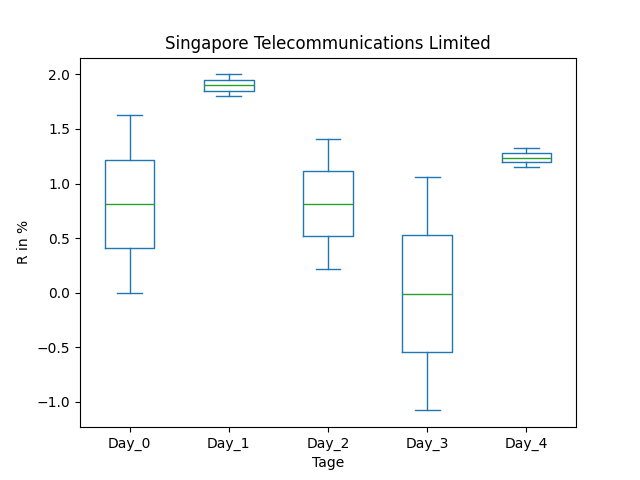 Singapore Telecommunications Limited
2.0
1.5
1.0
0.5
0.0
−0.5
−1.0
R in %
Day_0 Day_1 Day_2 Day_3 Day_4
Tage